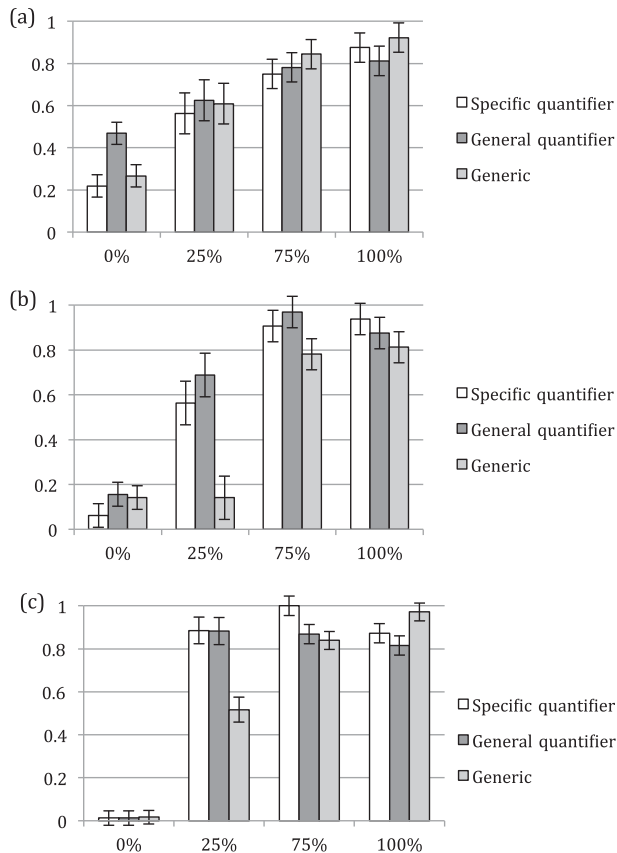 (a)
1
0.8
0.6
0.4
0.2
0
0% 25% 75% 100%
Specific quantifier
General quantifier
Generic
(b)
1
0.8
0.6
0.4
0.2
0
0% 25% 75% 100%
Specific quantifier
General quantifier
Generic
(c)
1
0.8
0.6
0.4
0.2
0
0% 25% 75% 100%
Specific quantifier
General quantifier
Generic